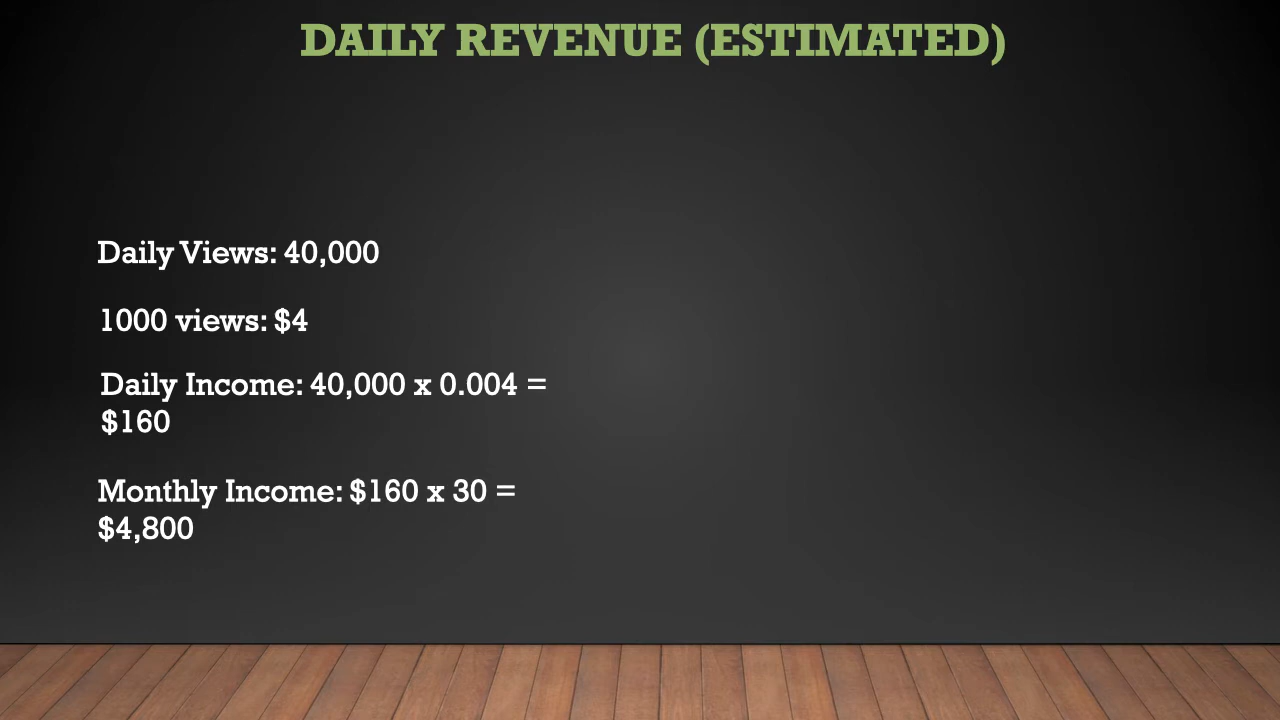 DAILY REVENUE (ESTIMATED)
Daily Views: 40,000
1000 views: $4
Daily Income: 40,000 x 0.004 =
$160
Monthly Income: $160 x 30 =
$4,800